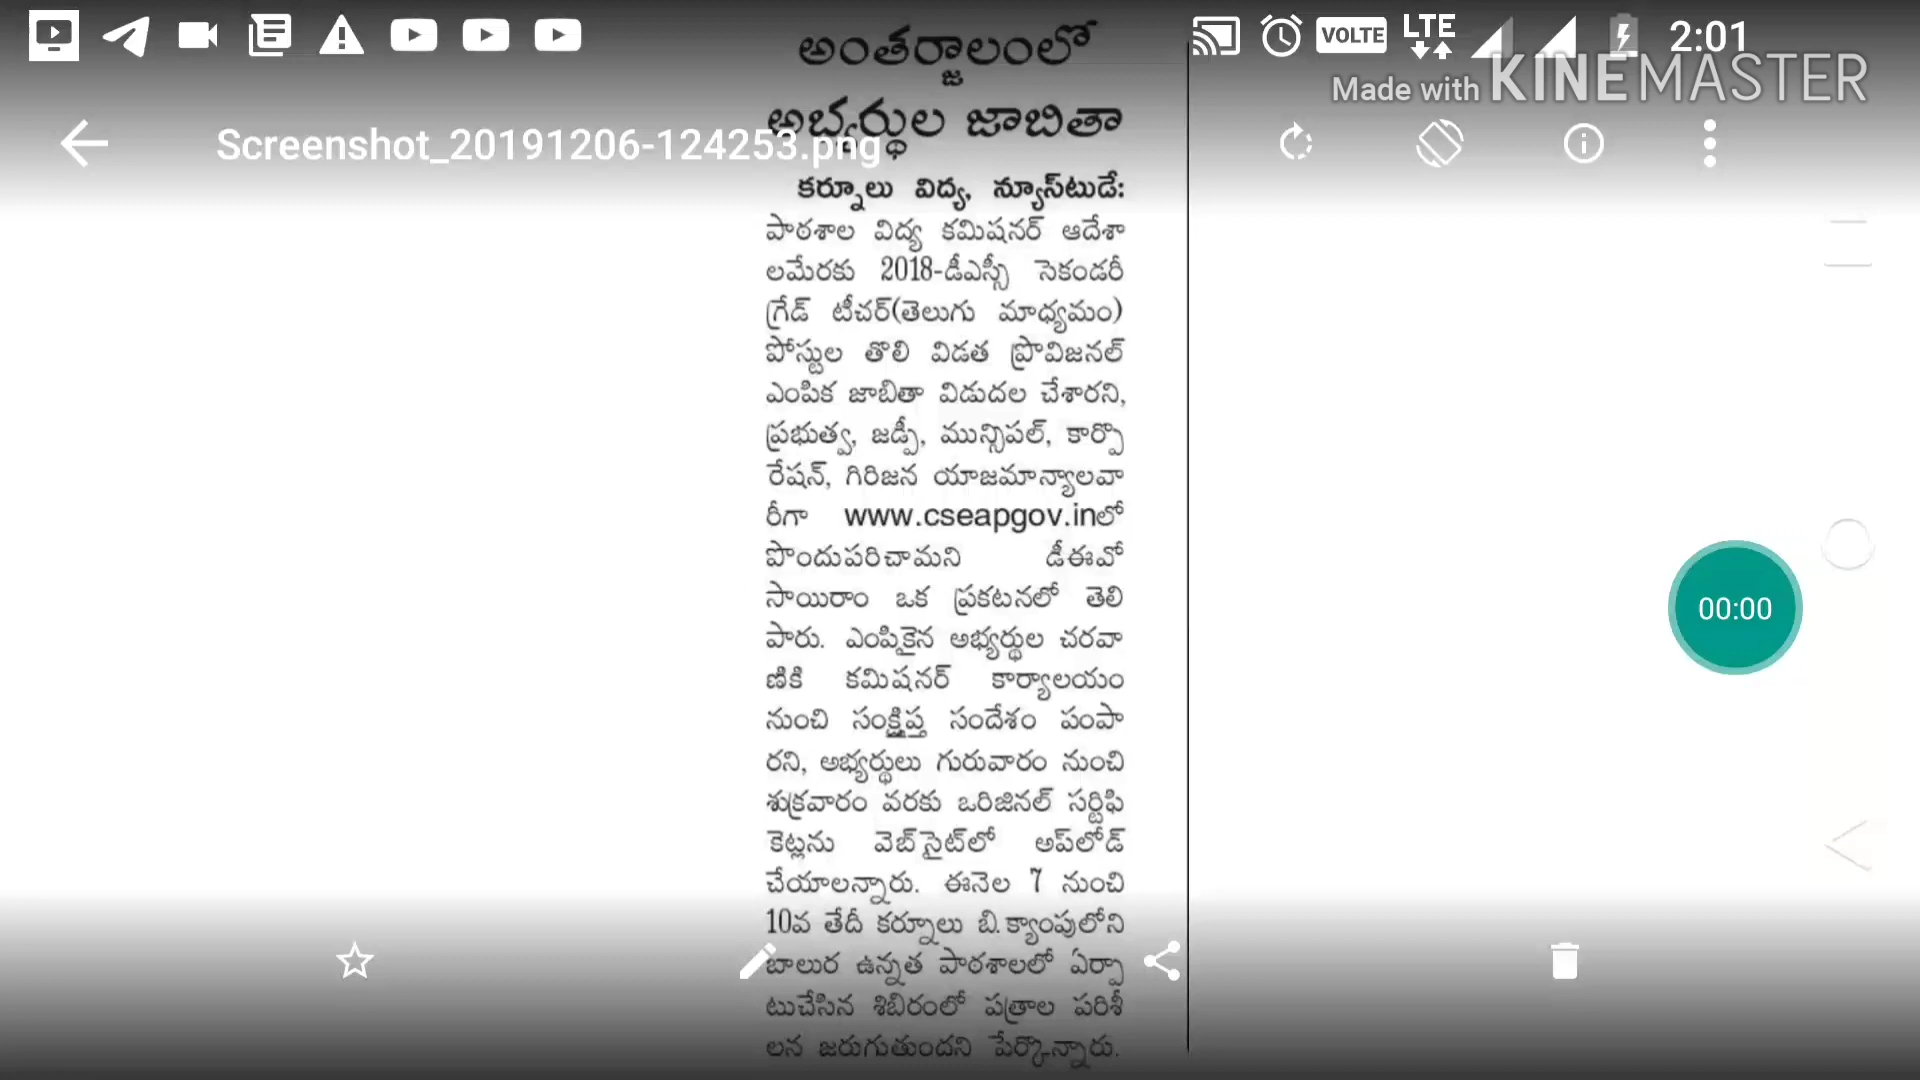 VOLTE LTE 2:01
Made with KINEMASTER
Screenshot_20191206-124253.png
అంతర్జాలంలో
అభ్యర్థుల జాబితా
కర్నూలు విద్య, న్యూస్‌టుడే:
పాఠశాల విద్య కమిషనర్ ఆదేశా
లమేరకు 2018-డీఎస్సీ సెకండరీ
గ్రేడ్ టీచర్(తెలుగు మాధ్యమం)
పోస్టుల తొలి విడత ప్రొవిజనల్
ఎంపిక జాబితా విడుదల చేశారని,
ప్రభుత్వ, జడ్పీ, మున్సిపల్, కార్పొ
రేషన్, గిరిజన యాజమాన్యాలవా
రీగా www.cseapgov.inలో
పొందుపరిచామని డీఈవో
సాయిరాం ఒక ప్రకటనలో తెలి
పారు. ఎంపికైన అభ్యర్థుల చరవా
ణికి కమిషనర్ కార్యాలయం
నుంచి సంక్షిప్త సందేశం పంపా
రని, అభ్యర్థులు గురువారం నుంచి
శుక్రవారం వరకు ఒరిజినల్ సర్టిఫి
కెట్లను వెబ్‌సైట్‌లో అప్‌లోడ్
చేయాలన్నారు. ఈనెల 7 నుంచి
10వ తేదీ కర్నూలు బి.క్యాంపులోని
బాలుర ఉన్నత పాఠశాలలో ఏర్పా
టుచేసిన శిబిరంలో పత్రాల పరిశీ
లన జరుగుతుందని పేర్కొన్నారు.
00:00